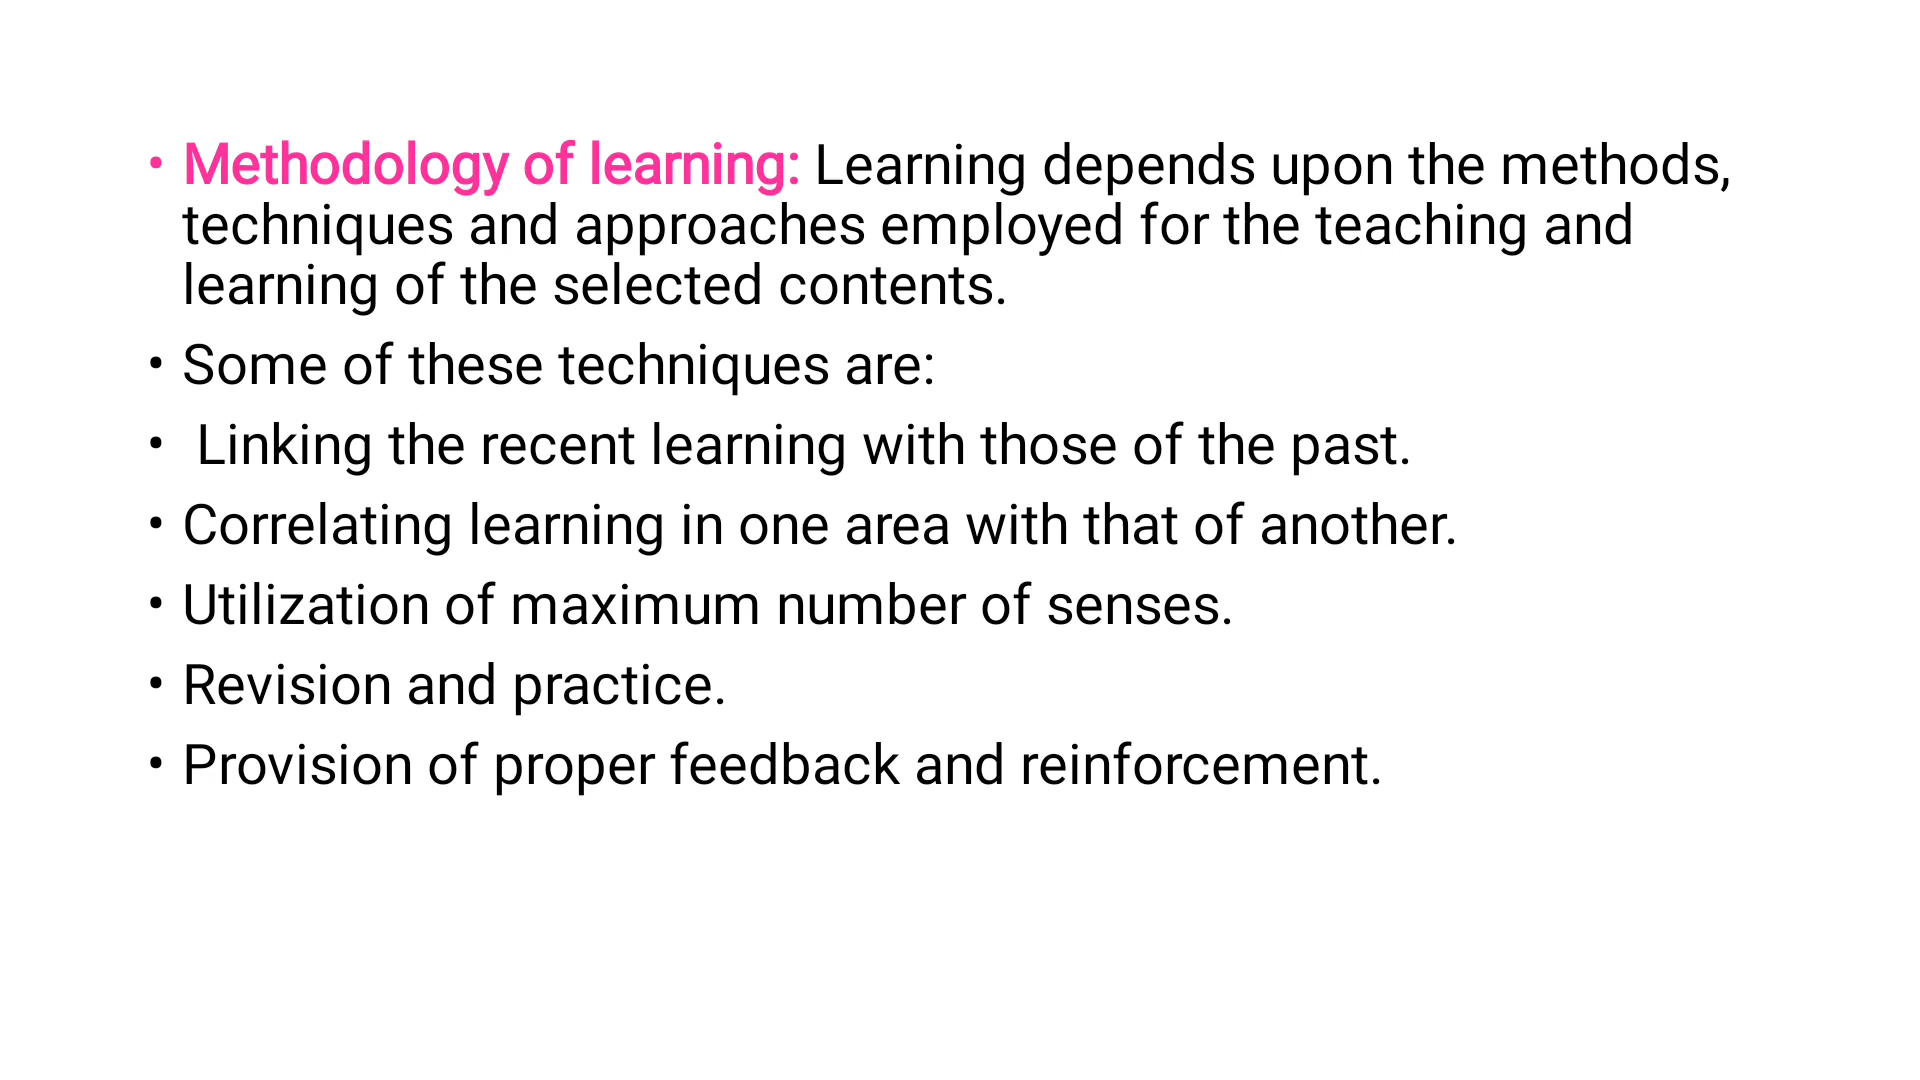 • Methodology of learning: Learning depends upon the methods,
techniques and approaches employed for the teaching and
learning of the selected contents.
• Some of these techniques are:
• Linking the recent learning with those of the past.
• Correlating learning in one area with that of another.
• Utilization of maximum number of senses.
• Revision and practice.
• Provision of proper feedback and reinforcement.